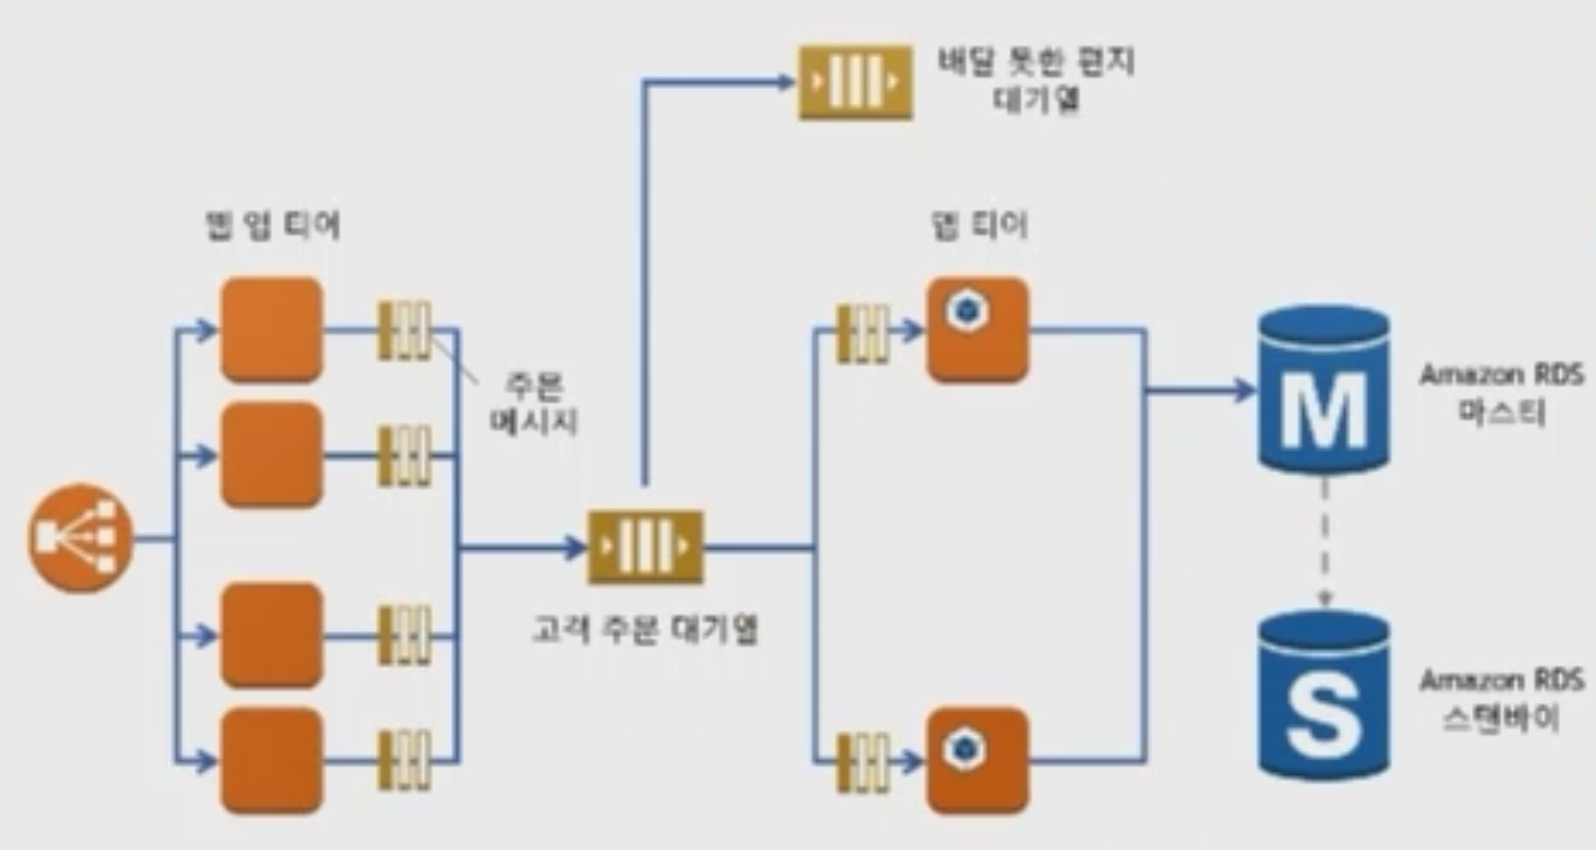 배달 못한 편지
대기열
웹 앱 티어
앱 티어
주문
메시지
고객 주문 대기열
M
Amazon RDS
마스터
S
Amazon RDS
스탠바이